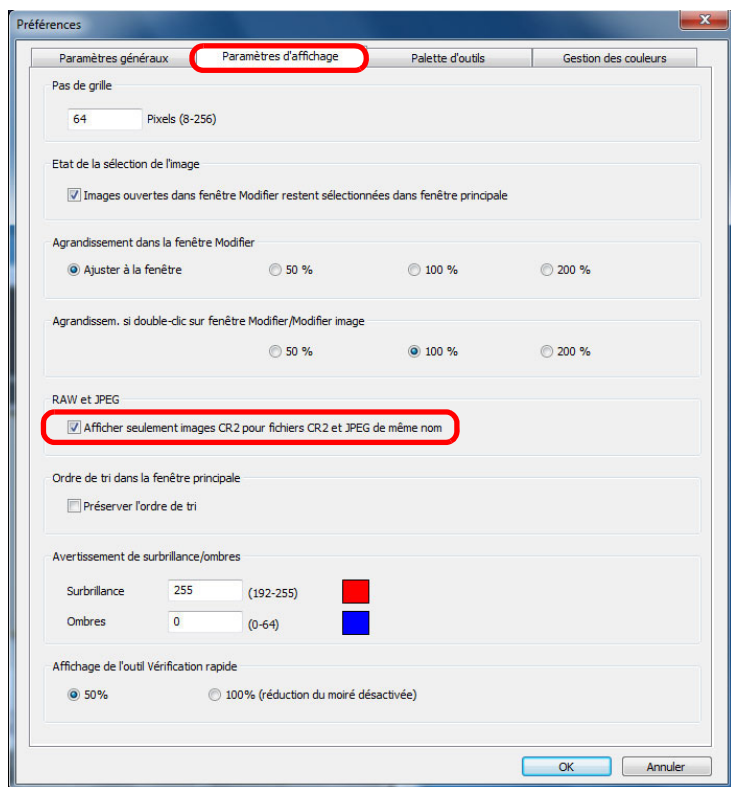 Préférences
Paramètres généraux Paramètres d'affichage Palette d'outils Gestion des couleurs
Pas de grille
64 Pixels (8-256)
Etat de la sélection de l'image
Images ouvertes dans fenêtre Modifier restent sélectionnées dans fenêtre principale
Agrandissement dans la fenêtre Modifier
Ajuster à la fenêtre 50 % 100 % 200 %
Agrandissem. si double-clic sur fenêtre Modifier/Modifier image
50 % 100 % 200 %
RAW et JPEG
Afficher seulement images CR2 pour fichiers CR2 et JPEG de même nom
Ordre de tri dans la fenêtre principale
Préserver l'ordre de tri
Avertissement de surbrillance/ombres
Surbrillance 255 (192-255)
Ombres 0 (0-64)
Affichage de l'outil Vérification rapide
50% 100% (réduction du moiré désactivée)
OK Annuler